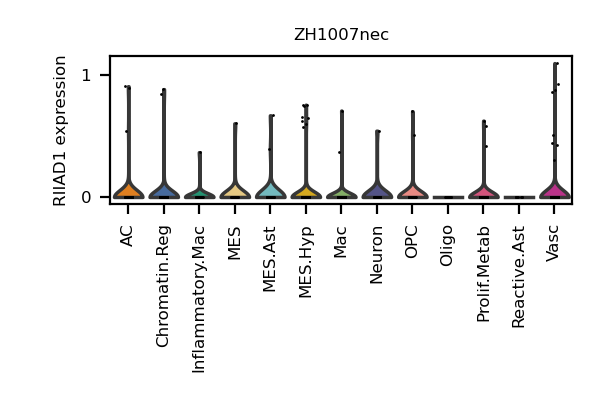 ZH1007nec
RIIAD1 expression
1
0
AC
Chromatin.Reg
Inflammatory.Mac
MES
MES.Ast
MES.Hyp
Mac
Neuron
OPC
Oligo
Prolif.Metab
Reactive.Ast
Vasc